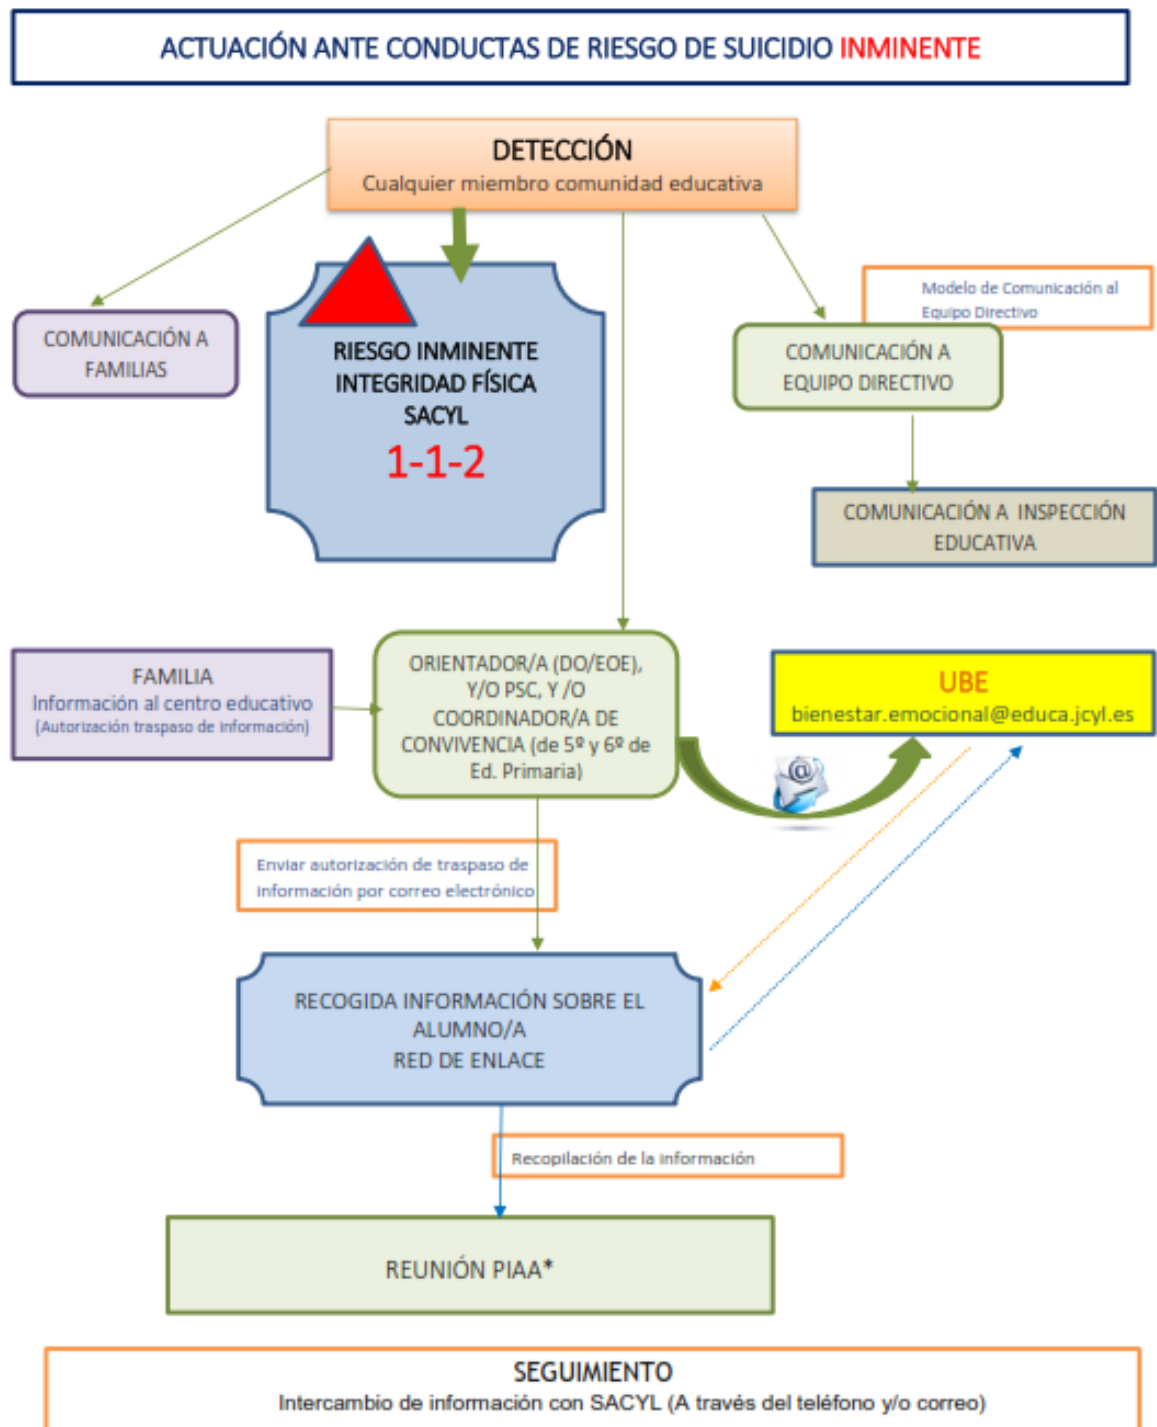 ACTUACIÓN ANTE CONDUCTAS DE RIESGO DE SUICIDIO INMINENTE
DETECCIÓN
Cualquier miembro comunidad educativa
Modelo de Comunicación al
Equipo Directivo
COMUNICACIÓN A
FAMILIAS
RIESGO INMINENTE
INTEGRIDAD FÍSICA
SACYL
1-1-2
COMUNICACIÓN A
EQUIPO DIRECTIVO
COMUNICACIÓN A INSPECCIÓN
EDUCATIVA
FAMILIA
Información al centro educativo
(Autorización traspaso de información)
ORIENTADOR/A (DO/EOE),
Y/O PSC, Y /O
COORDINADOR/A DE
CONVIVENCIA (de 5º y 6º de
Ed. Primaria)
UBE
bienestar.emocional@educa.jcyl.es
@
Enviar autorización de traspaso de
información por correo electrónico
RECOGIDA INFORMACIÓN SOBRE EL
ALUMNO/A
RED DE ENLACE
Recopilación de la información
REUNIÓN PIAA*
SEGUIMIENTO
Intercambio de información con SACYL (A través del teléfono y/o correo)